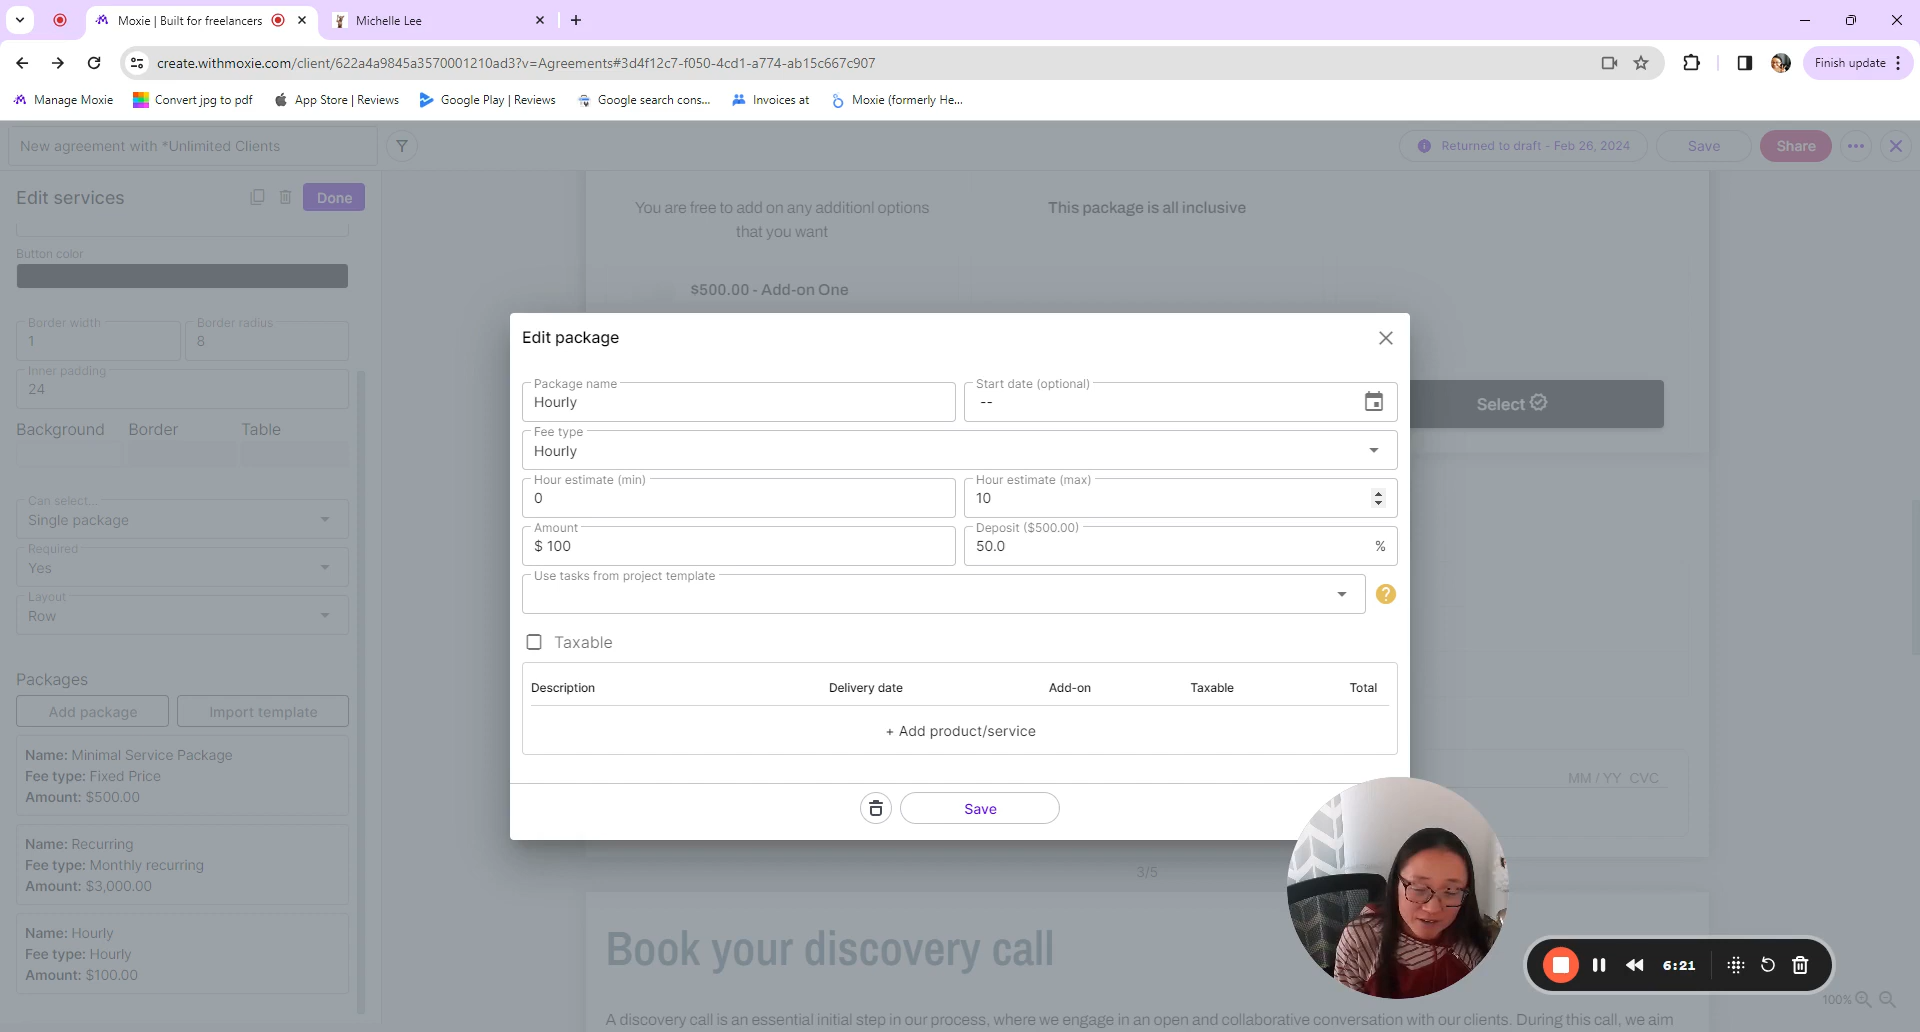 Moxie | Built for freelancers
Michelle Lee
create.withmoxie.com/client/622a4a9845a3570001210ad3?v=Agreements#3d4f12c7-f050-4cd1-a774-ab15c667c907
Finish update
Manage Moxie
Convert jpg to pdf
App Store | Reviews
Google Play | Reviews
Google search cons...
Invoices at
Moxie (formerly He...
New agreement with *Unlimited Clients
Returned to draft - Feb 26, 2024
Save
Share
Edit services
Done
Button color
Border width
1
Border radius
8
Inner padding
24
Background Border Table
Can select...
Single package
Required
Yes
Layout
Row
Packages
Add package
Import template
Name: Minimal Service Package
Fee type: Fixed Price
Amount: $500.00
Name: Recurring
Fee type: Monthly recurring
Amount: $3,000.00
Name: Hourly
Fee type: Hourly
Amount: $100.00
You are free to add on any additionl options
that you want
This package is all inclusive
$500.00 - Add-on One
Select
Edit package
Package name
Hourly
Start date (optional)
--
Fee type
Hourly
Hour estimate (min)
0
Hour estimate (max)
10
Amount
$ 100
Deposit ($500.00)
50.0
%
Use tasks from project template
?
Taxable
Description Delivery date Add-on Taxable Total
+ Add product/service
Save
MM / YY CVC
3/5
Book your discovery call
A discovery call is an essential initial step in our process, where we engage in an open and collaborative conversation with our clients. During this call, we aim
6:21
100%